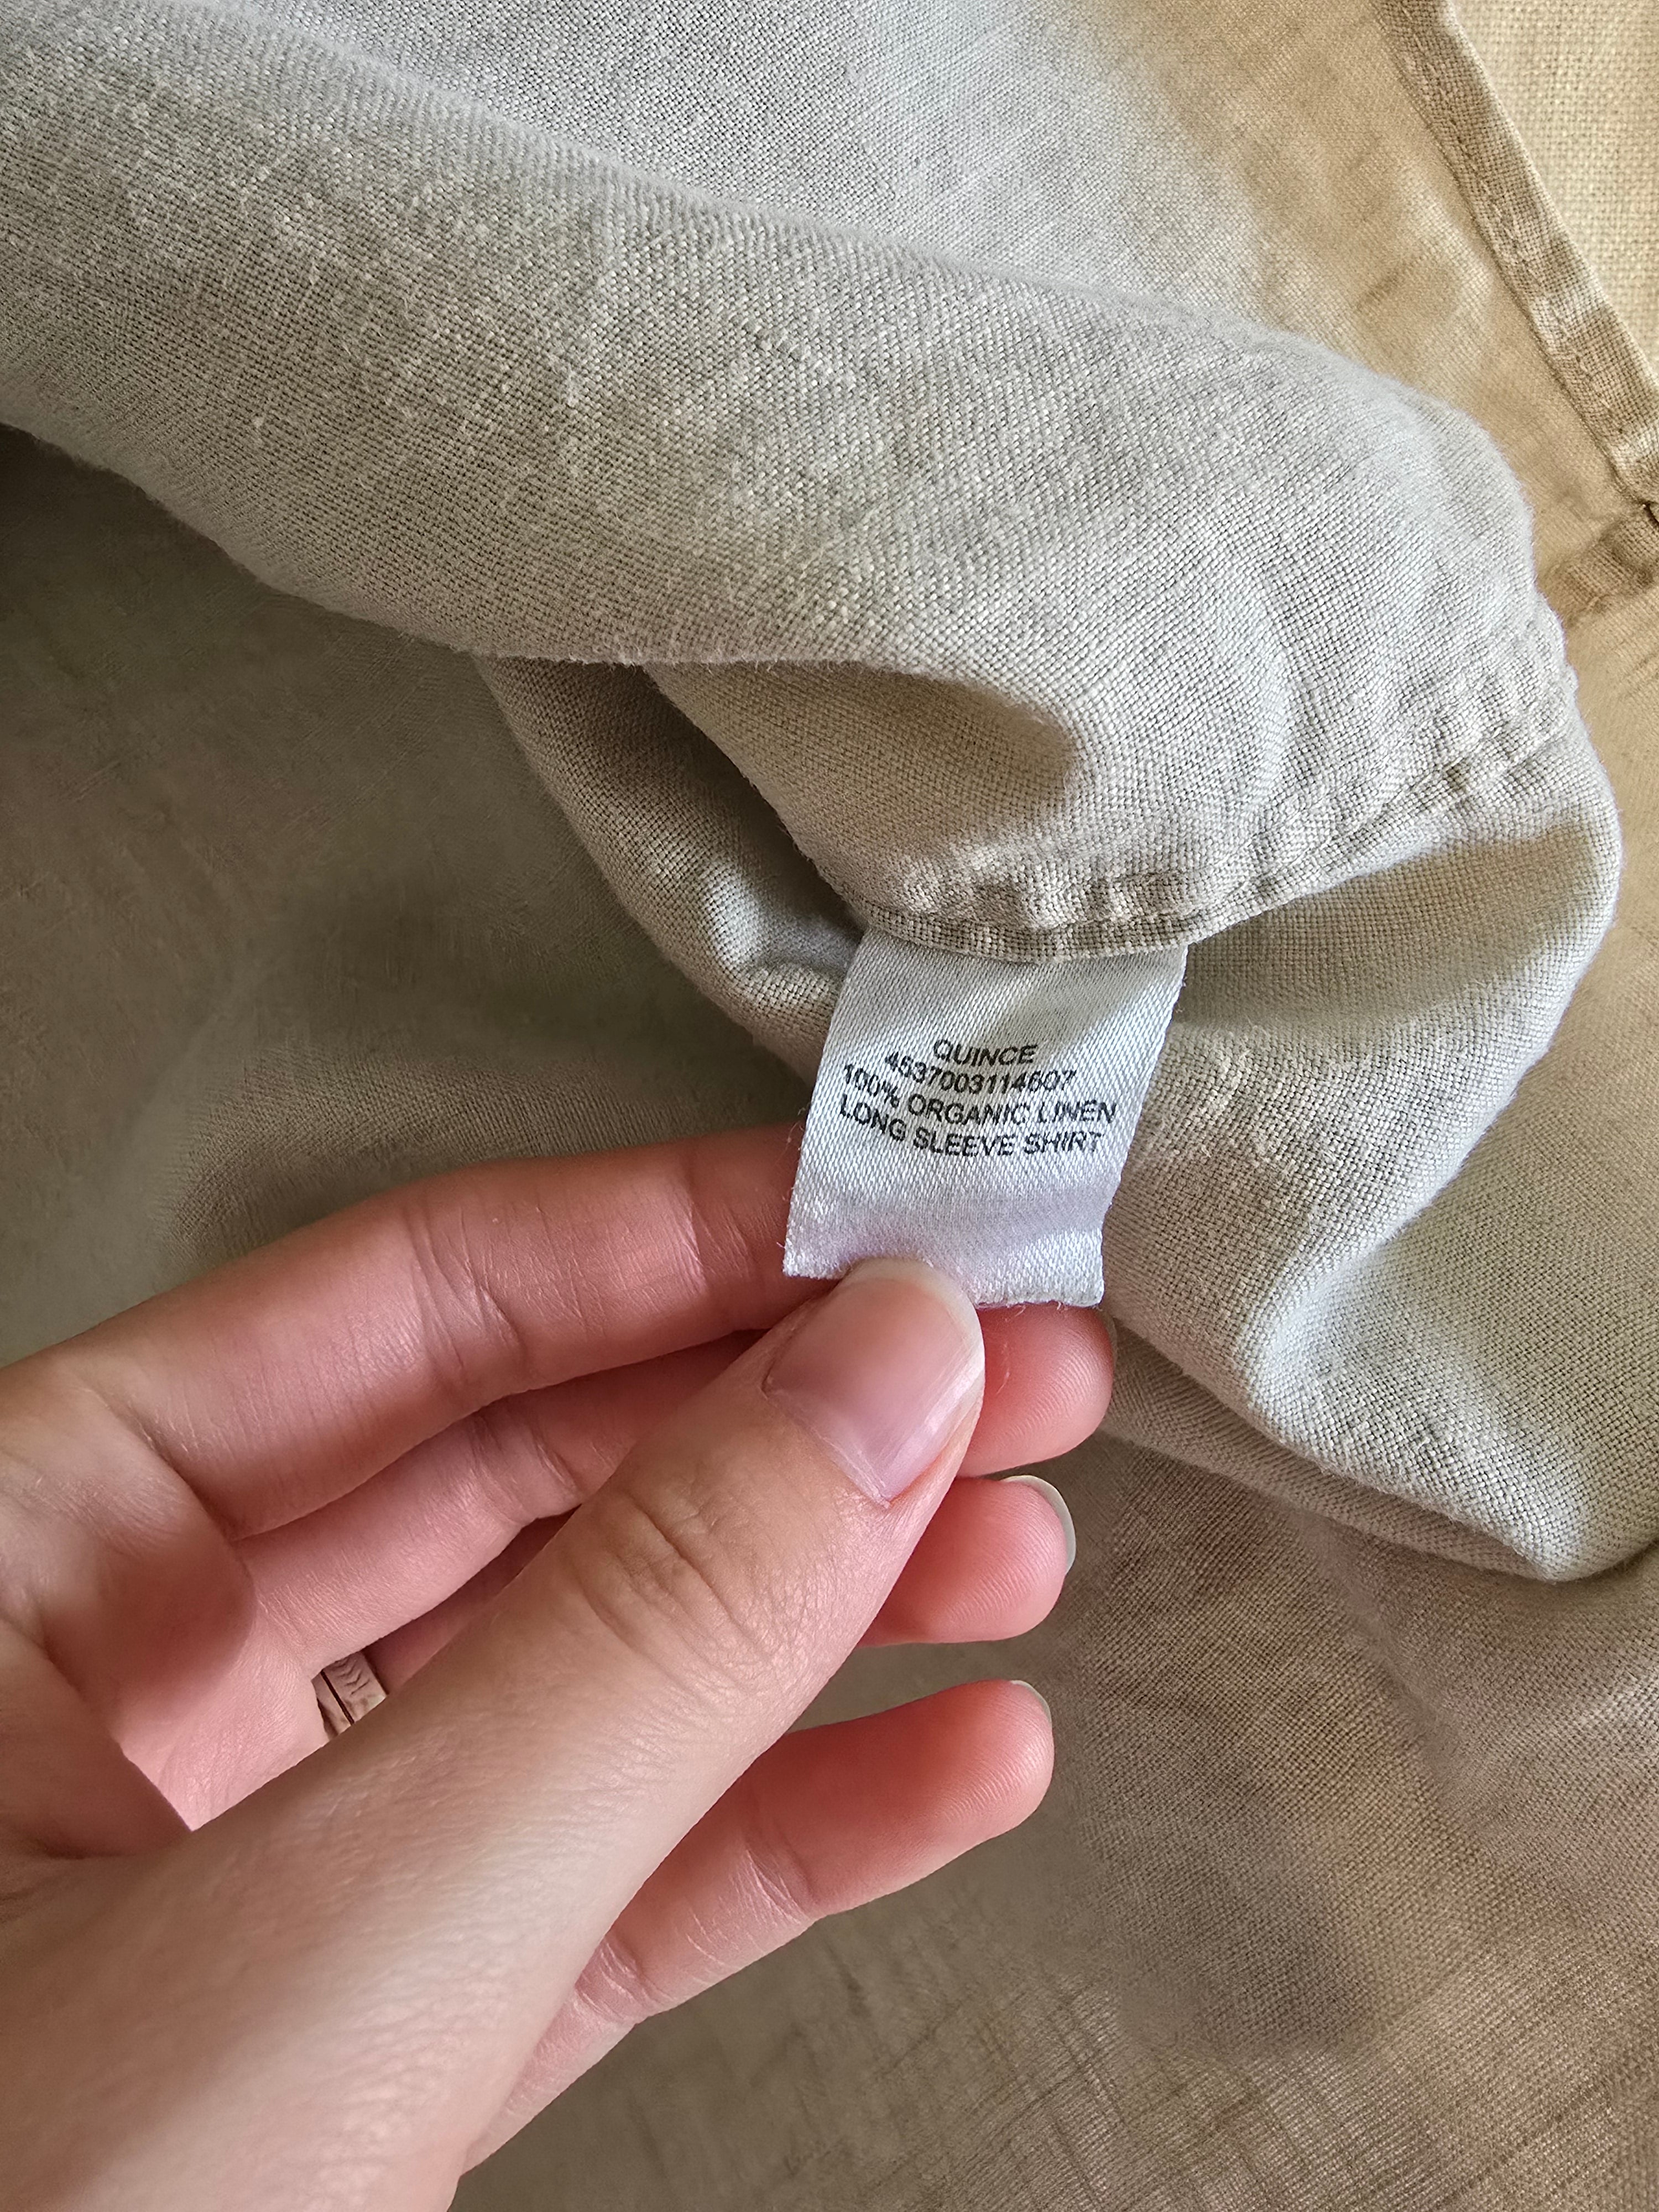 QUINCE
4537003114607
100% ORGANIC LINEN
LONG SLEEVE SHIRT